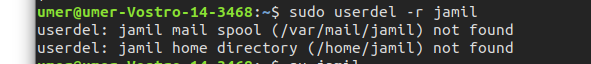 umer@umer-Vostro-14-3468:~$ sudo userdel -r jamil
userdel: jamil mail spool (/var/mail/jamil) not found
userdel: jamil home directory (/home/jamil) not found